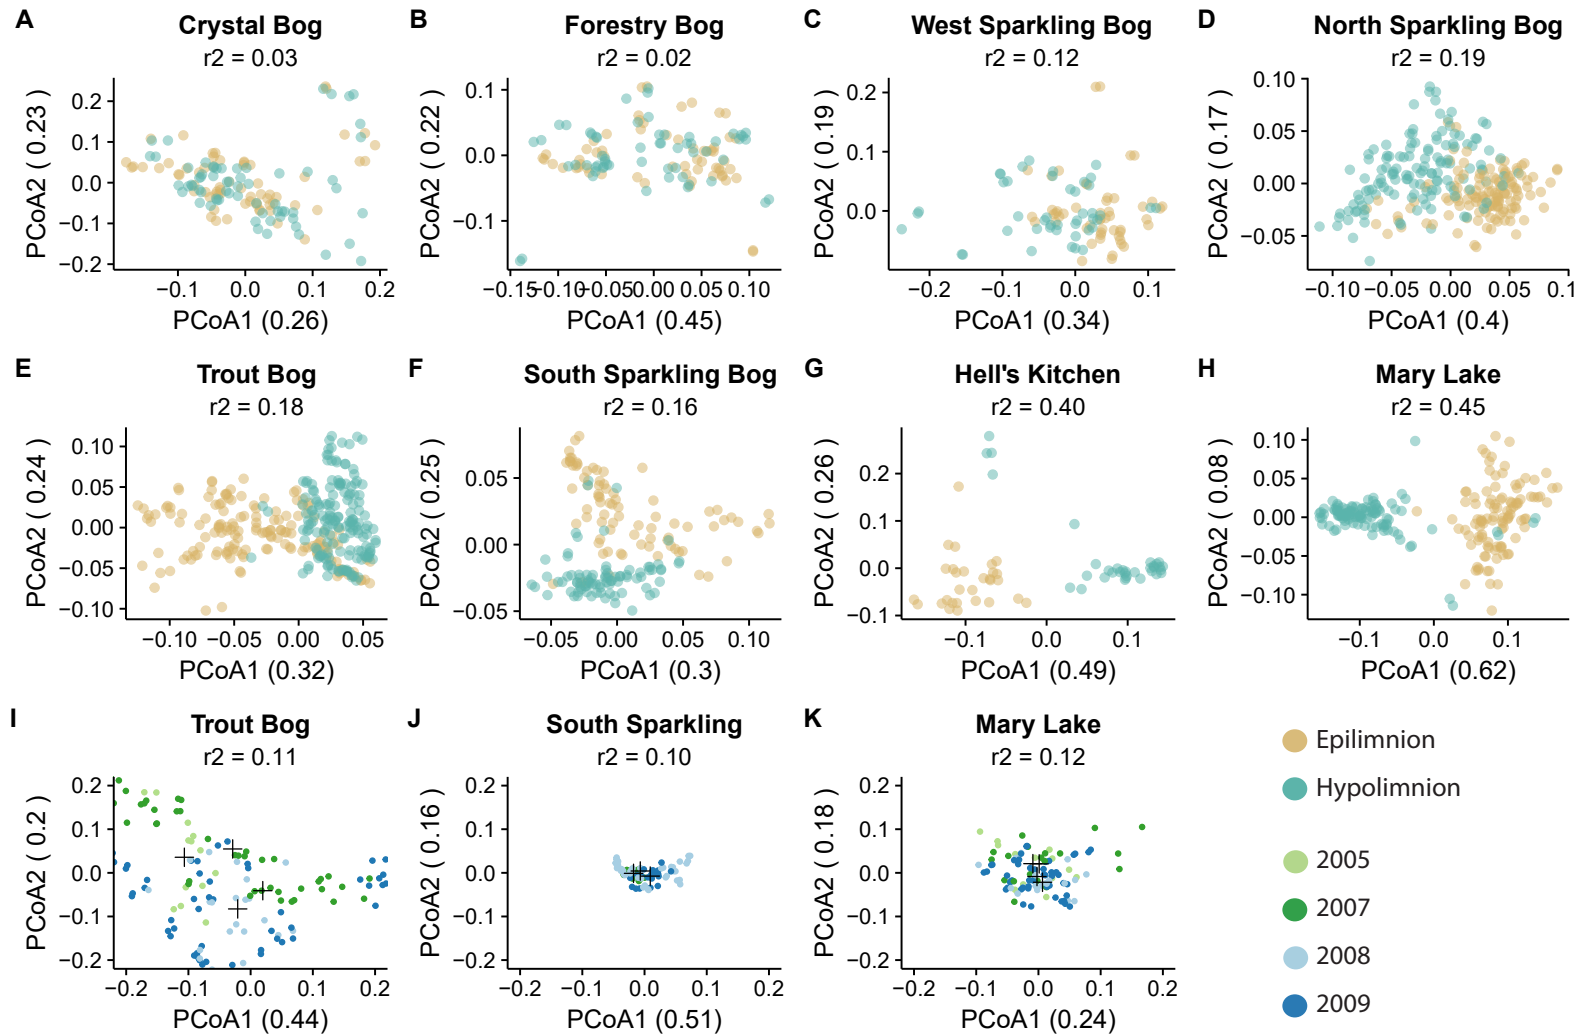 A
Crystal Bog
r2 = 0.03
PCoA2 ( 0.23 )
0.2
0.1
0.0
−0.1
−0.2
−0.1 0.0 0.1 0.2
PCoA1 (0.26)
B
Forestry Bog
r2 = 0.02
PCoA2 ( 0.22 )
0.1
0.0
−0.1
−0.15 −0.10 −0.05 0.00 0.05 0.10
PCoA1 (0.45)
C
West Sparkling Bog
r2 = 0.12
PCoA2 ( 0.19 )
0.2
0.1
0.0
−0.2 −0.1 0.0 0.1
PCoA1 (0.34)
D
North Sparkling Bog
r2 = 0.19
PCoA2 ( 0.17 )
0.10
0.05
0.00
−0.05
−0.10 −0.05 0.00 0.05 0.1
PCoA1 (0.4)
E
Trout Bog
r2 = 0.18
PCoA2 ( 0.24 )
0.10
0.05
0.00
−0.05
−0.10
−0.10 −0.05 0.00 0.05
PCoA1 (0.32)
F
South Sparkling Bog
r2 = 0.16
PCoA2 ( 0.25 )
0.05
0.00
−0.05
−0.05 0.00 0.05 0.10
PCoA1 (0.3)
G
Hell's Kitchen
r2 = 0.40
PCoA2 ( 0.26 )
0.2
0.1
0.0
−0.1
−0.1 0.0 0.1
PCoA1 (0.49)
H
Mary Lake
r2 = 0.45
PCoA2 ( 0.08 )
0.10
0.05
0.00
−0.05
−0.10
−0.1 0.0 0.1
PCoA1 (0.62)
I
Trout Bog
r2 = 0.11
PCoA2 ( 0.2 )
0.2
0.1
0.0
−0.1
−0.2
−0.2 −0.1 0.0 0.1 0.2
PCoA1 (0.44)
J
South Sparkling
r2 = 0.10
PCoA2 ( 0.16 )
0.2
0.1
0.0
−0.1
−0.2
−0.2 −0.1 0.0 0.1 0.2
PCoA1 (0.51)
K
Mary Lake
r2 = 0.12
PCoA2 ( 0.18 )
0.2
0.1
0.0
−0.1
−0.2
−0.2 −0.1 0.0 0.1 0.2
PCoA1 (0.24)
Epilimnion
Hypolimnion
2005
2007
2008
2009